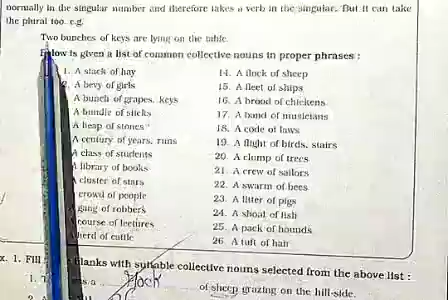 normally in the singular number and therefore takes a verb in the singular. But it can take
the plural too. e.g.
Two bunches of keys are lying on the table.
Below is given a list of common collective nouns in proper phrases :
1. A stack of hay
2. A bevy of girls
A bunch of grapes, keys
A bundle of sticks
A heap of stones
A century of years, runs
A class of students
A library of books
A cluster of stars
A crowd of people
gang of robbers
course of lectures
herd of cattle
14. A flock of sheep
15. A fleet of ships
16. A brood of chickens
17. A band of musicians
18. A code of laws
19. A flight of birds, stairs
20. A clump of trees
21. A crew of sailors
22. A swarm of bees
23. A litter of pigs
24. A shoal of fish
25. A pack of hounds
26 A tuft of hair
x. 1. Fill blanks with suitable collective nouns selected from the above list :
1. was a flock of sheep grazing on the hill-side.